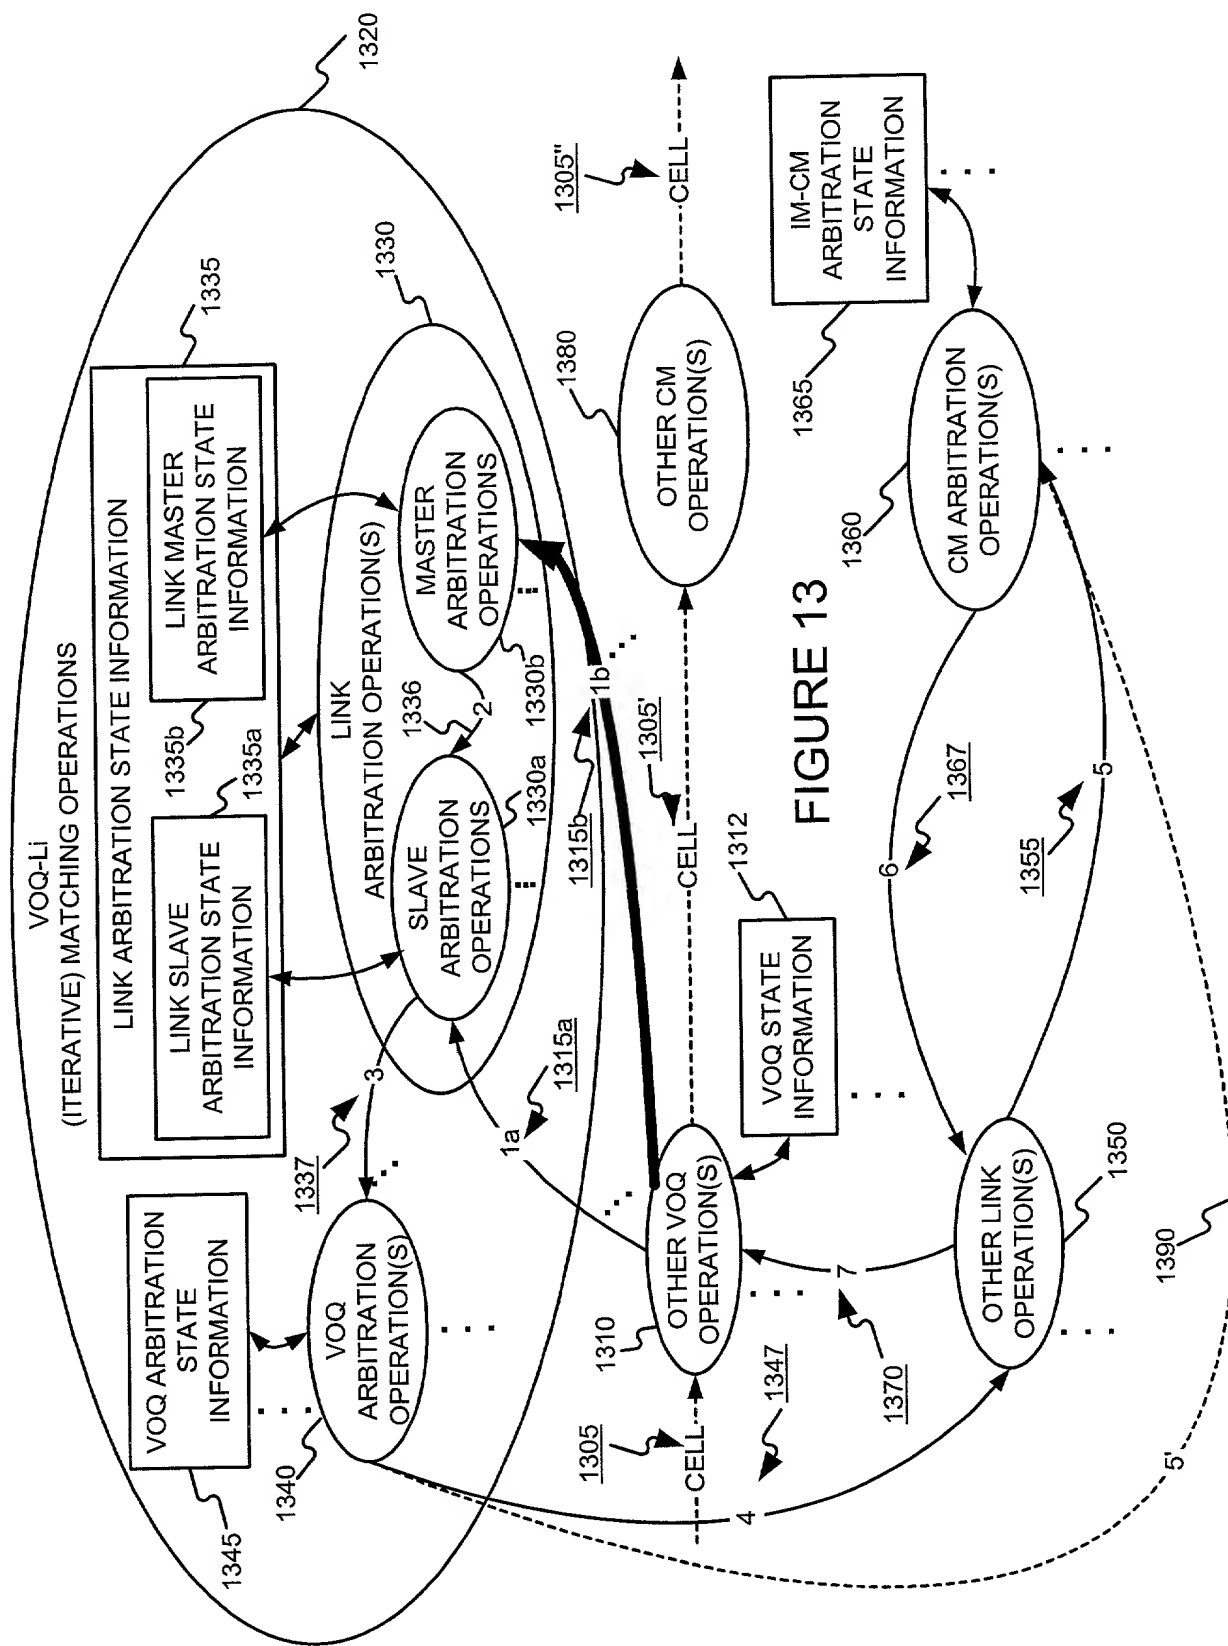 VOQ-Li
(ITERATIVE) MATCHING OPERATIONS
1320
LINK ARBITRATION STATE INFORMATION
1335
LINK SLAVE
ARBITRATION STATE
INFORMATION
1335a
LINK MASTER
ARBITRATION STATE
INFORMATION
1335b
VOQ ARBITRATION
STATE
INFORMATION
1345
. . . .
LINK
ARBITRATION OPERATION(S)
1330
SLAVE
ARBITRATION
OPERATIONS
1330a
...
1336
2
MASTER
ARBITRATION
OPERATIONS
1330b
...
VOQ
ARBITRATION
OPERATION(S)
1340
. . . .
3
1337
...
1a
1315a
1b
1315b
...
1305
CELL
OTHER VOQ
OPERATION(S)
1310
. . . .
...
CELL
1305'
OTHER CM
OPERATION(S)
1380
CELL
1305"
VOQ STATE
INFORMATION
1312
. . . .
FIGURE 13
4
1347
7
1370
6
1367
5
1355
OTHER LINK
OPERATION(S)
1350
. . . .
CM ARBITRATION
OPERATION(S)
1360
. . . .
IM-CM
ARBITRATION
STATE
INFORMATION
1365
. . . .
5'
1390